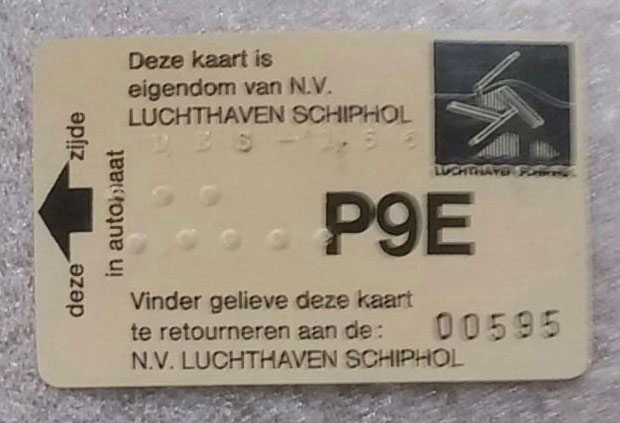 Deze kaart is
eigendom van N.V.
LUCHTHAVEN SCHIPHOL
LUCHTHAVEN SCHIPHOL
deze zijde
in automaat
P9E
Vinder gelieve deze kaart
te retourneren aan de:
00595
N.V. LUCHTHAVEN SCHIPHOL